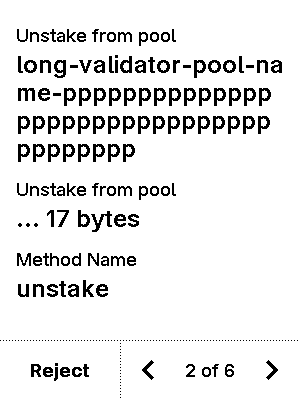 Unstake from pool
long-validator-pool-na
me-pppppppppppppp
ppppppppppppppppp
pppppppp
Unstake from pool
... 17 bytes
Method Name
unstake
Reject
2 of 6